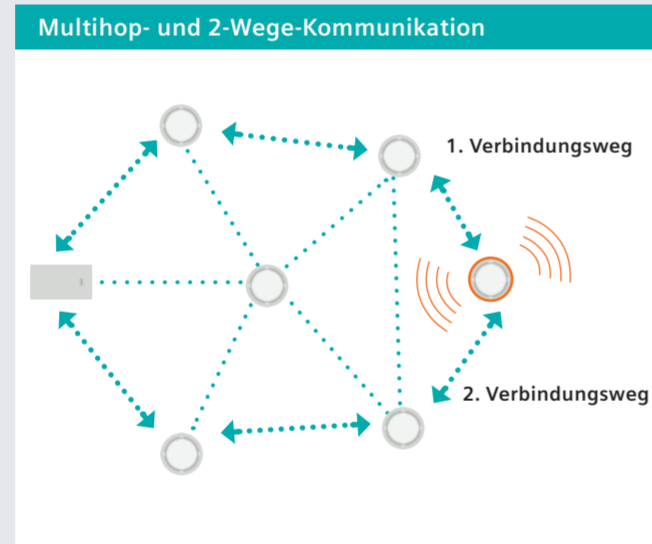 Multihop- und 2-Wege-Kommunikation
1. Verbindungsweg
2. Verbindungsweg